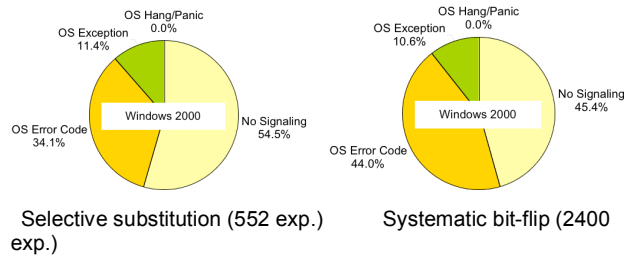 OS Hang/Panic
0.0%
OS Exception
11.4%
No Signaling
54.5%
OS Error Code
34.1%
Windows 2000
OS Hang/Panic
0.0%
OS Exception
10.6%
No Signaling
45.4%
OS Error Code
44.0%
Windows 2000
Selective substitution (552 exp.) Systematic bit-flip (2400
exp.)